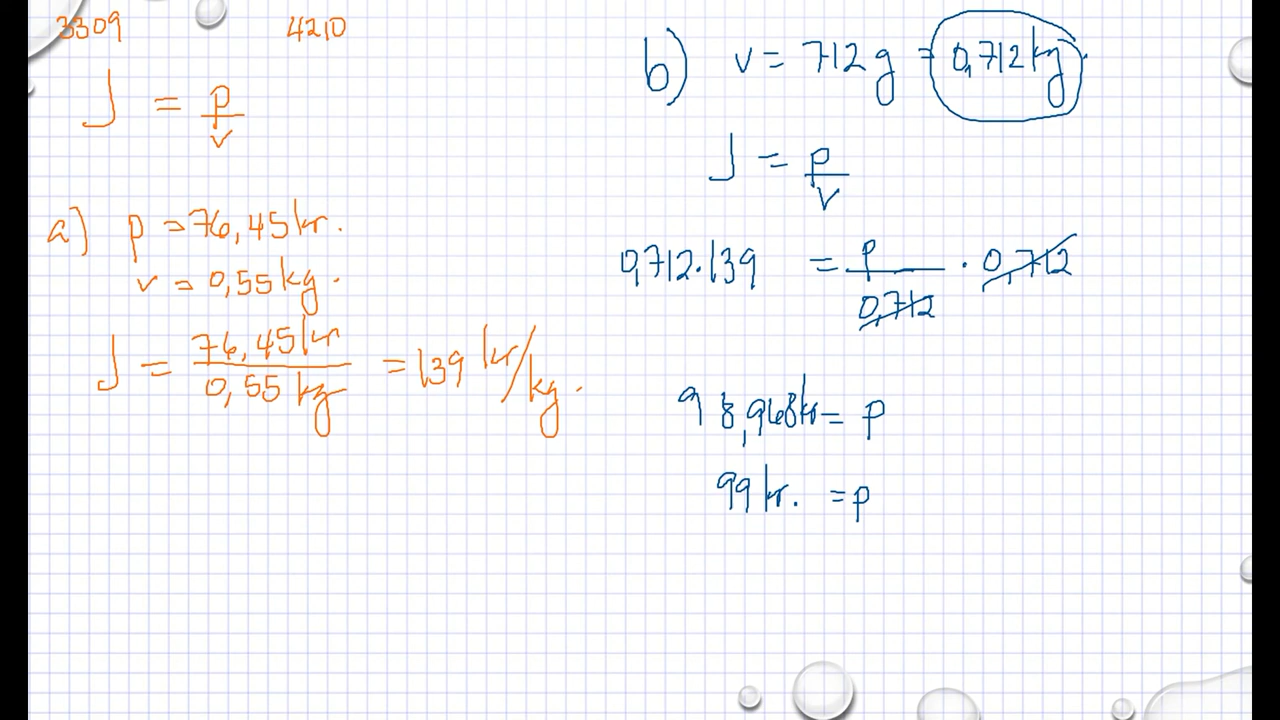 3309 4210
J = p/v
a) p = 76,45 kr.
v = 0,55 kg.
J = 76,45 kr / 0,55 kg = 139 kr/kg.
b) v = 712 g = 0,712 kg.
J = p/v
0,712 · 139 = p/0,712 · 0,712
98,968 kr = p
99 kr. = p